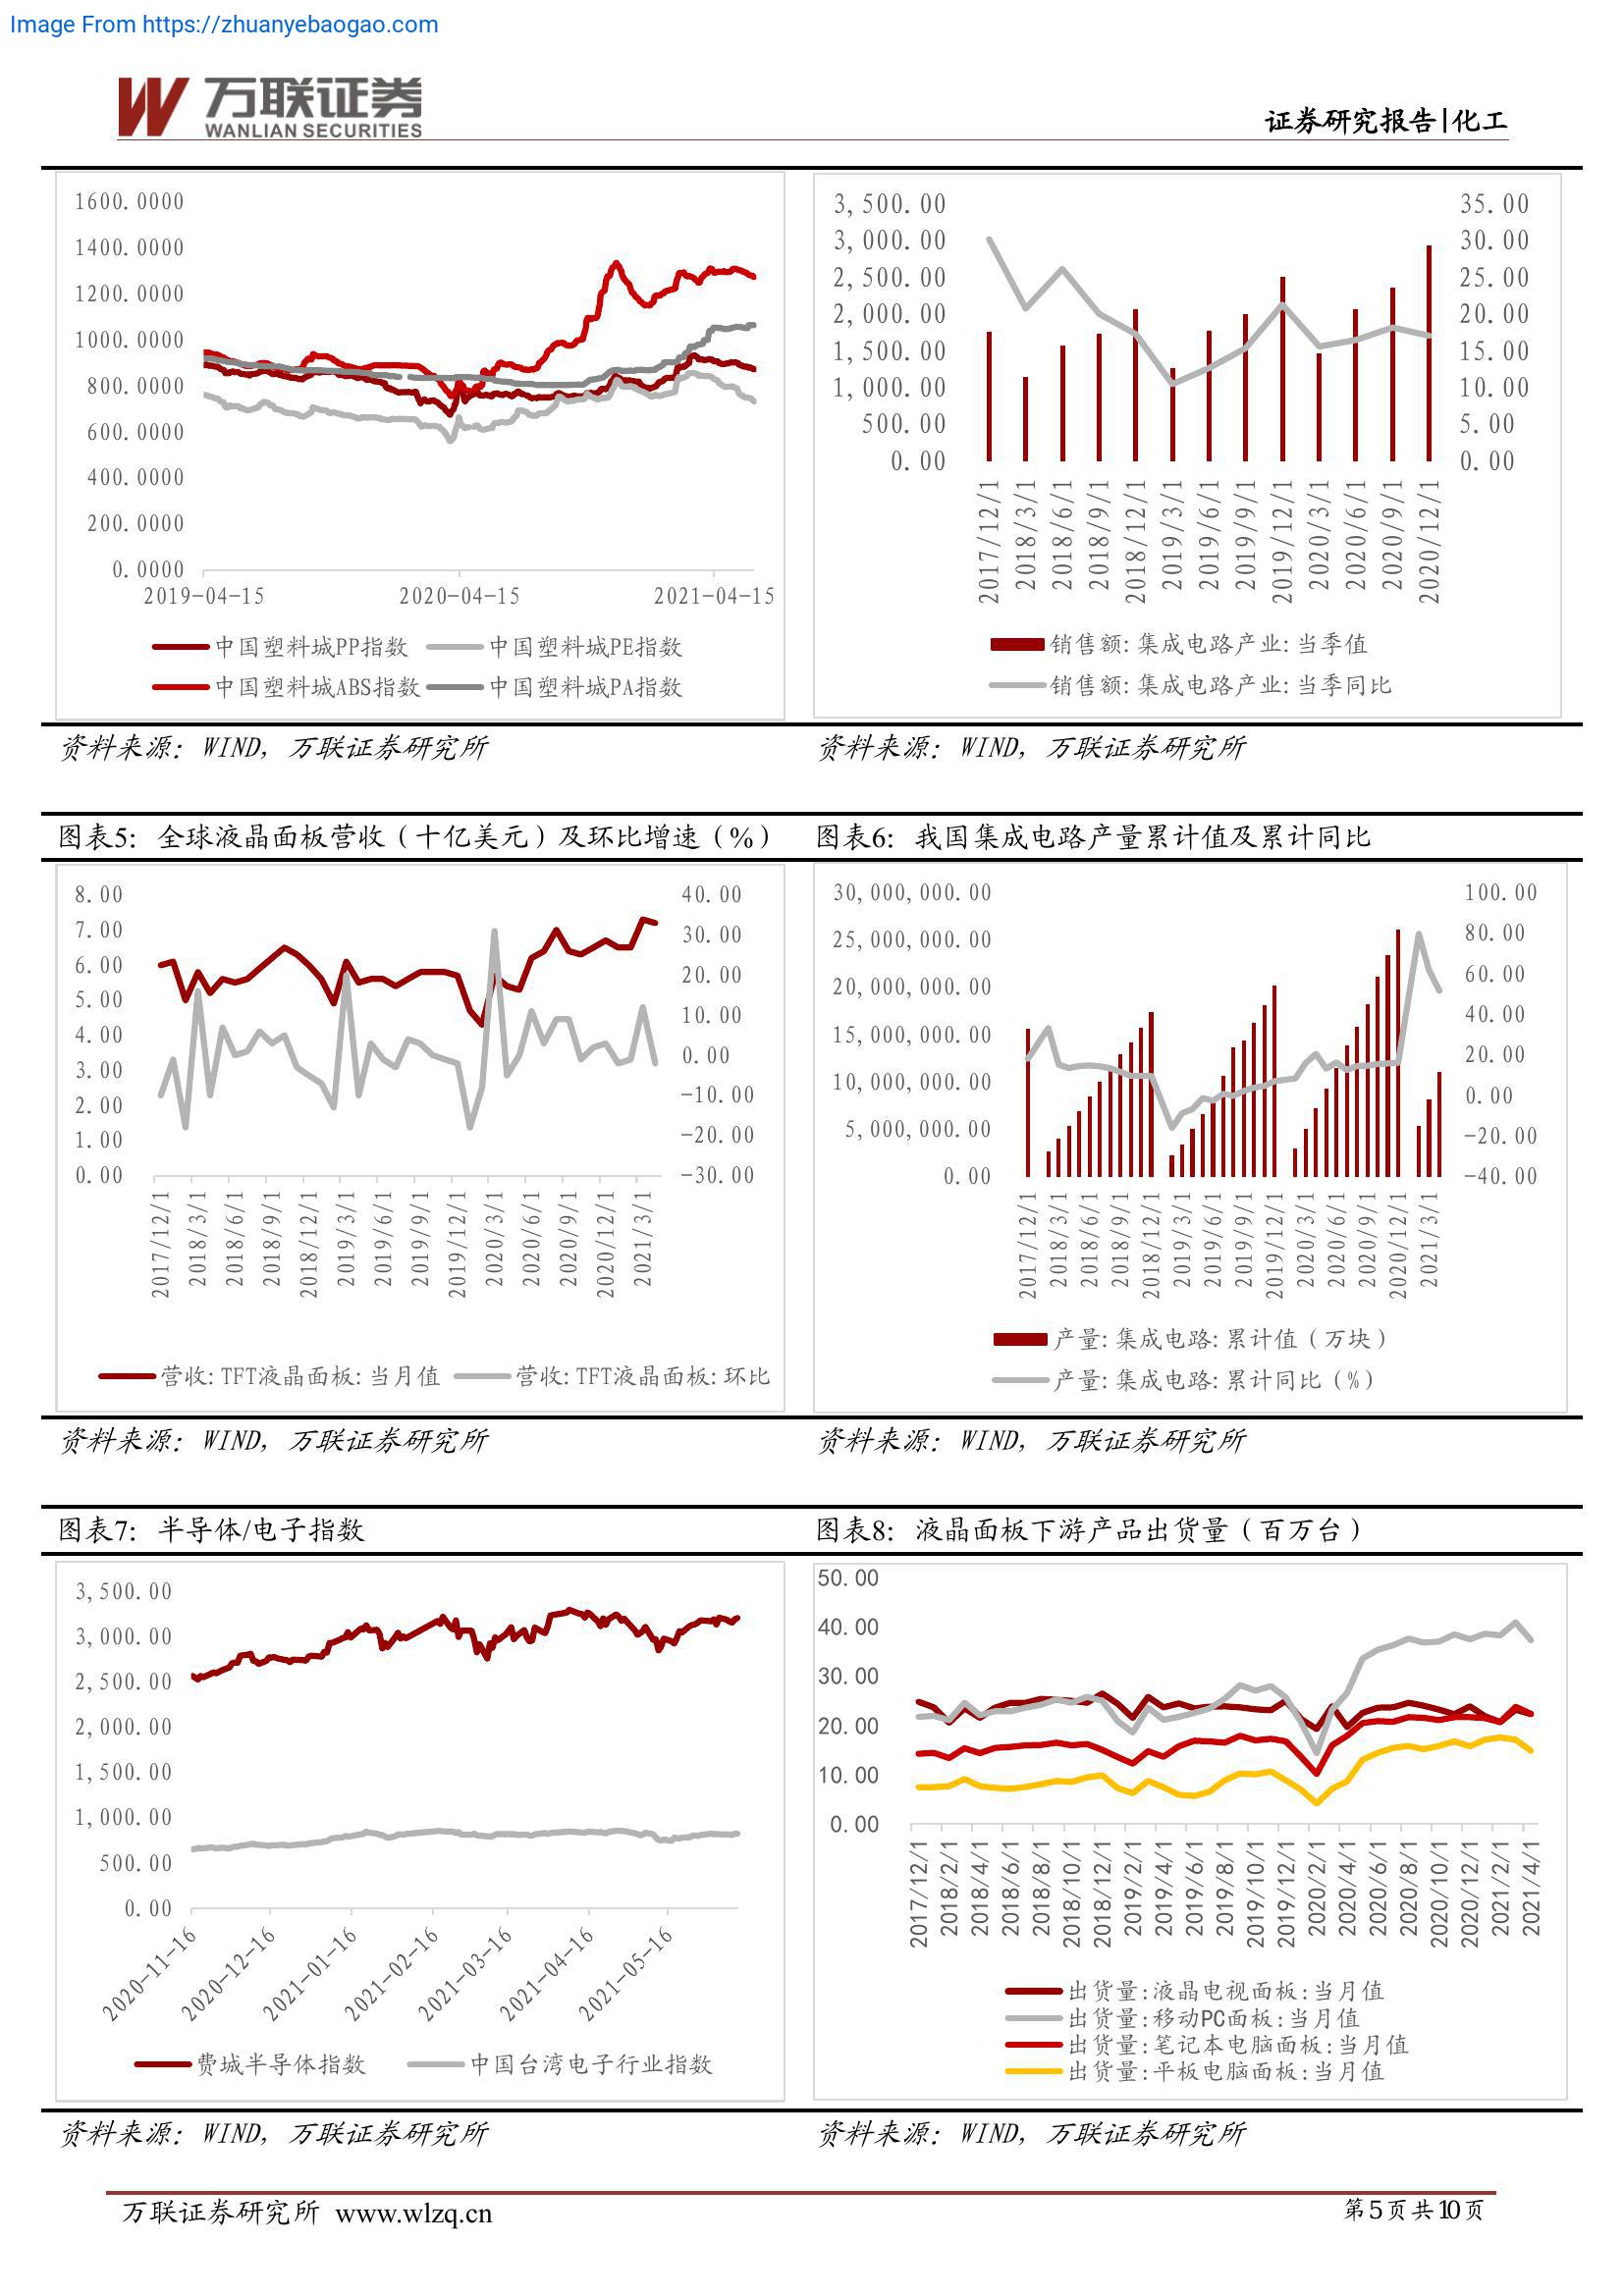 Image From https://zhuanyebaogao.com
万联证券
WANLIAN SECURITIES
证券研究报告|化工
1600.0000
1400.0000
1200.0000
1000.0000
800.0000
600.0000
400.0000
200.0000
0.0000
2019-04-15 2020-04-15 2021-04-15
中国塑料城PP指数 中国塑料城PE指数
中国塑料城ABS指数 中国塑料城PA指数
3,500.00 35.00
3,000.00 30.00
2,500.00 25.00
2,000.00 20.00
1,500.00 15.00
1,000.00 10.00
500.00 5.00
0.00 0.00
2017/12/1 2018/3/1 2018/6/1 2018/9/1 2018/12/1 2019/3/1 2019/6/1 2019/9/1 2019/12/1 2020/3/1 2020/6/1 2020/9/1 2020/12/1
销售额:集成电路产业:当季值
销售额:集成电路产业:当季同比
资料来源：WIND，万联证券研究所 资料来源：WIND，万联证券研究所
图表5：全球液晶面板营收（十亿美元）及环比增速（%） 图表6：我国集成电路产量累计值及累计同比
8.00 40.00
7.00 30.00
6.00 20.00
5.00 10.00
4.00 0.00
3.00 -10.00
2.00 -20.00
1.00 -30.00
0.00
2017/12/1 2018/3/1 2018/6/1 2018/9/1 2018/12/1 2019/3/1 2019/6/1 2019/9/1 2019/12/1 2020/3/1 2020/6/1 2020/9/1 2020/12/1 2021/3/1
营收:TFT液晶面板:当月值 营收:TFT液晶面板:环比
30,000,000.00 100.00
25,000,000.00 80.00
20,000,000.00 60.00
15,000,000.00 40.00
10,000,000.00 20.00
5,000,000.00 0.00
0.00 -20.00
-40.00
2017/12/1 2018/3/1 2018/6/1 2018/9/1 2018/12/1 2019/3/1 2019/6/1 2019/9/1 2019/12/1 2020/3/1 2020/6/1 2020/9/1 2020/12/1 2021/3/1
产量:集成电路:累计值（万块）
产量:集成电路:累计同比（%）
资料来源：WIND，万联证券研究所 资料来源：WIND，万联证券研究所
图表7：半导体/电子指数 图表8：液晶面板下游产品出货量（百万台）
3,500.00
3,000.00
2,500.00
2,000.00
1,500.00
1,000.00
500.00
0.00
2020-11-16 2020-12-16 2021-01-16 2021-02-16 2021-03-16 2021-04-16 2021-05-16
费城半导体指数 中国台湾电子行业指数
50.00
40.00
30.00
20.00
10.00
0.00
2017/12/1 2018/2/1 2018/4/1 2018/6/1 2018/8/1 2018/10/1 2018/12/1 2019/2/1 2019/4/1 2019/6/1 2019/8/1 2019/10/1 2019/12/1 2020/2/1 2020/4/1 2020/6/1 2020/8/1 2020/10/1 2020/12/1 2021/2/1 2021/4/1
出货量:液晶电视面板:当月值
出货量:移动PC面板:当月值
出货量:笔记本电脑面板:当月值
出货量:平板电脑面板:当月值
资料来源：WIND，万联证券研究所 资料来源：WIND，万联证券研究所
万联证券研究所 www.wlzq.cn 第5页共10页